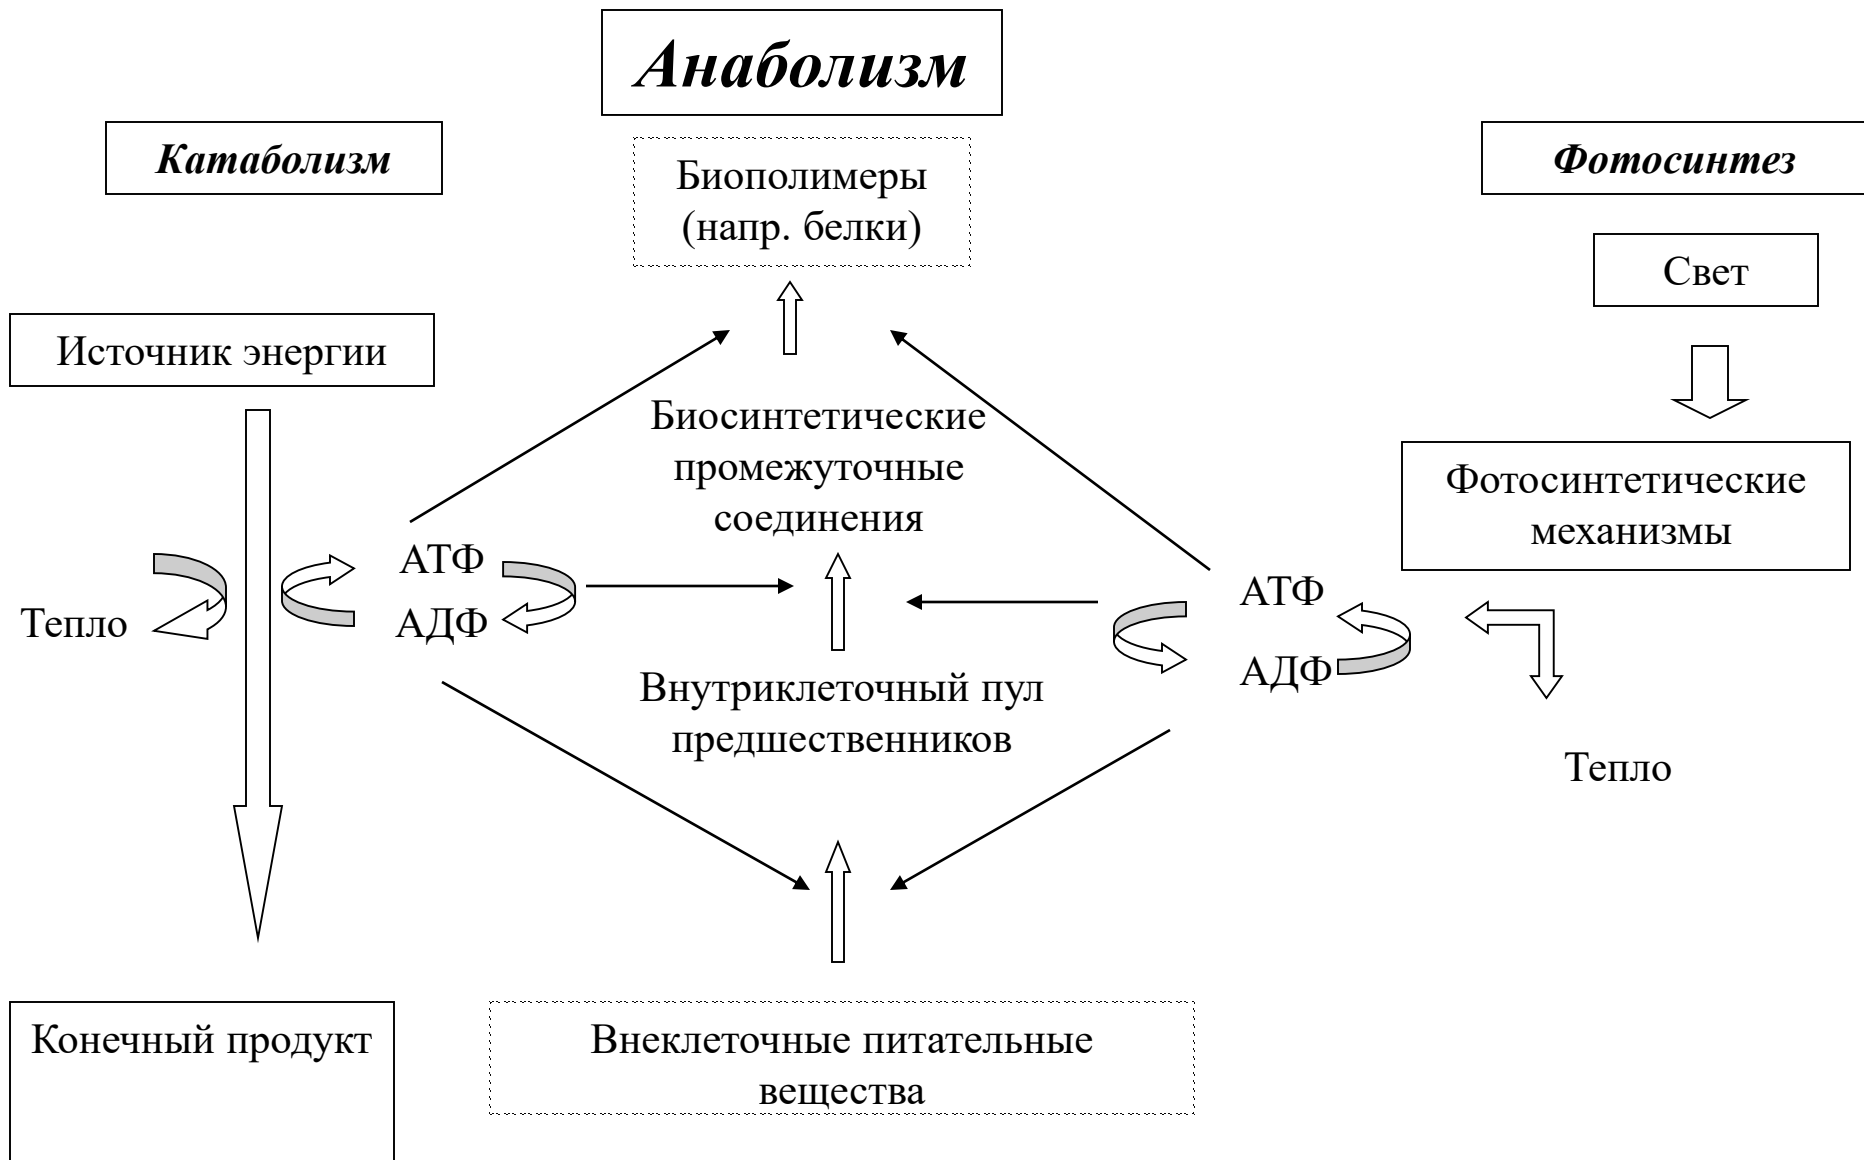 Анаболизм
Катаболизм
Фотосинтез
Биополимеры
(напр. белки)
Свет
Источник энергии
Биосинтетические
промежуточные
соединения
Фотосинтетические
механизмы
АТФ
АТФ
Тепло
АДФ
АДФ
Внутриклеточный пул
предшественников
Тепло
Конечный продукт
Внеклеточные питательные
вещества